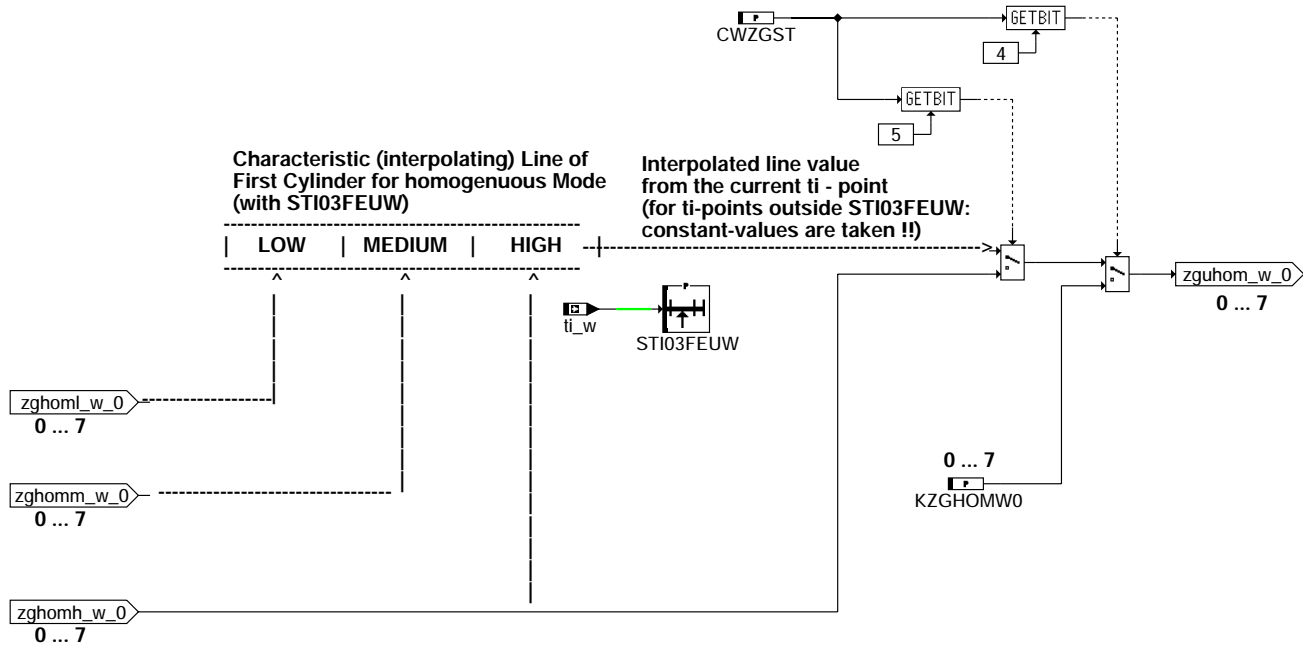 P
CWZGST
GETBIT
4
GETBIT
5
Characteristic (interpolating) Line of
First Cylinder for homogenuous Mode
(with STI03FEUW)
Interpolated line value
from the current ti - point
(for ti-points outside STI03FEUW:
constant-values are taken !!)
| LOW | MEDIUM | HIGH |
zguhom_w_0
0 ... 7
P
ti_w
STI03FEUW
zghoml_w_0
0 ... 7
0 ... 7
P
KZGHOMW0
zghomm_w_0
0 ... 7
zghomh_w_0
0 ... 7